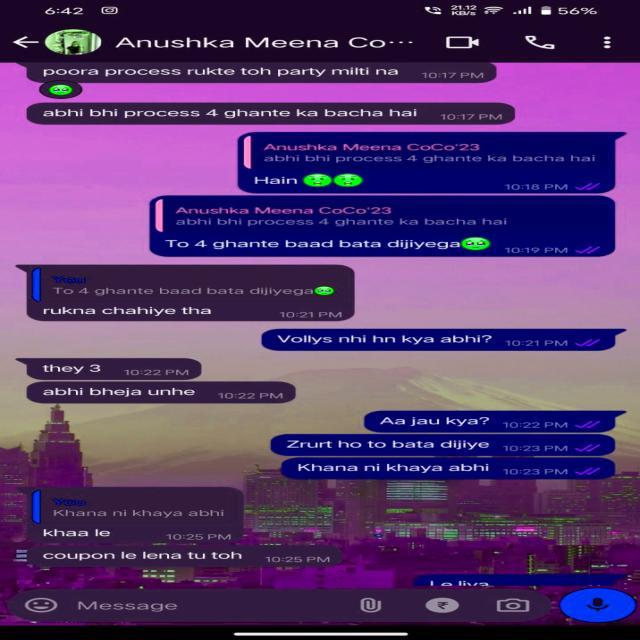 6:42
21.12
KB/s
56%
Anushka Meena Co...
poora process rukte toh party milti na 10:17 PM
abhi bhi process 4 ghante ka bacha hai 10:17 PM
Anushka Meena CoCo'23
abhi bhi process 4 ghante ka bacha hai
Hain 10:18 PM
Anushka Meena CoCo'23
abhi bhi process 4 ghante ka bacha hai
To 4 ghante baad bata dijiyega 10:19 PM
You
To 4 ghante baad bata dijiyega
rukna chahiye tha 10:21 PM
Vollys nhi hn kya abhi? 10:21 PM
they 3 10:22 PM
abhi bheja unhe 10:22 PM
Aa jau kya? 10:22 PM
Zrurt ho to bata dijiye 10:23 PM
Khana ni khaya abhi 10:23 PM
You
Khana ni khaya abhi
khaa le 10:25 PM
coupon le lena tu toh 10:25 PM
Le liya
Message